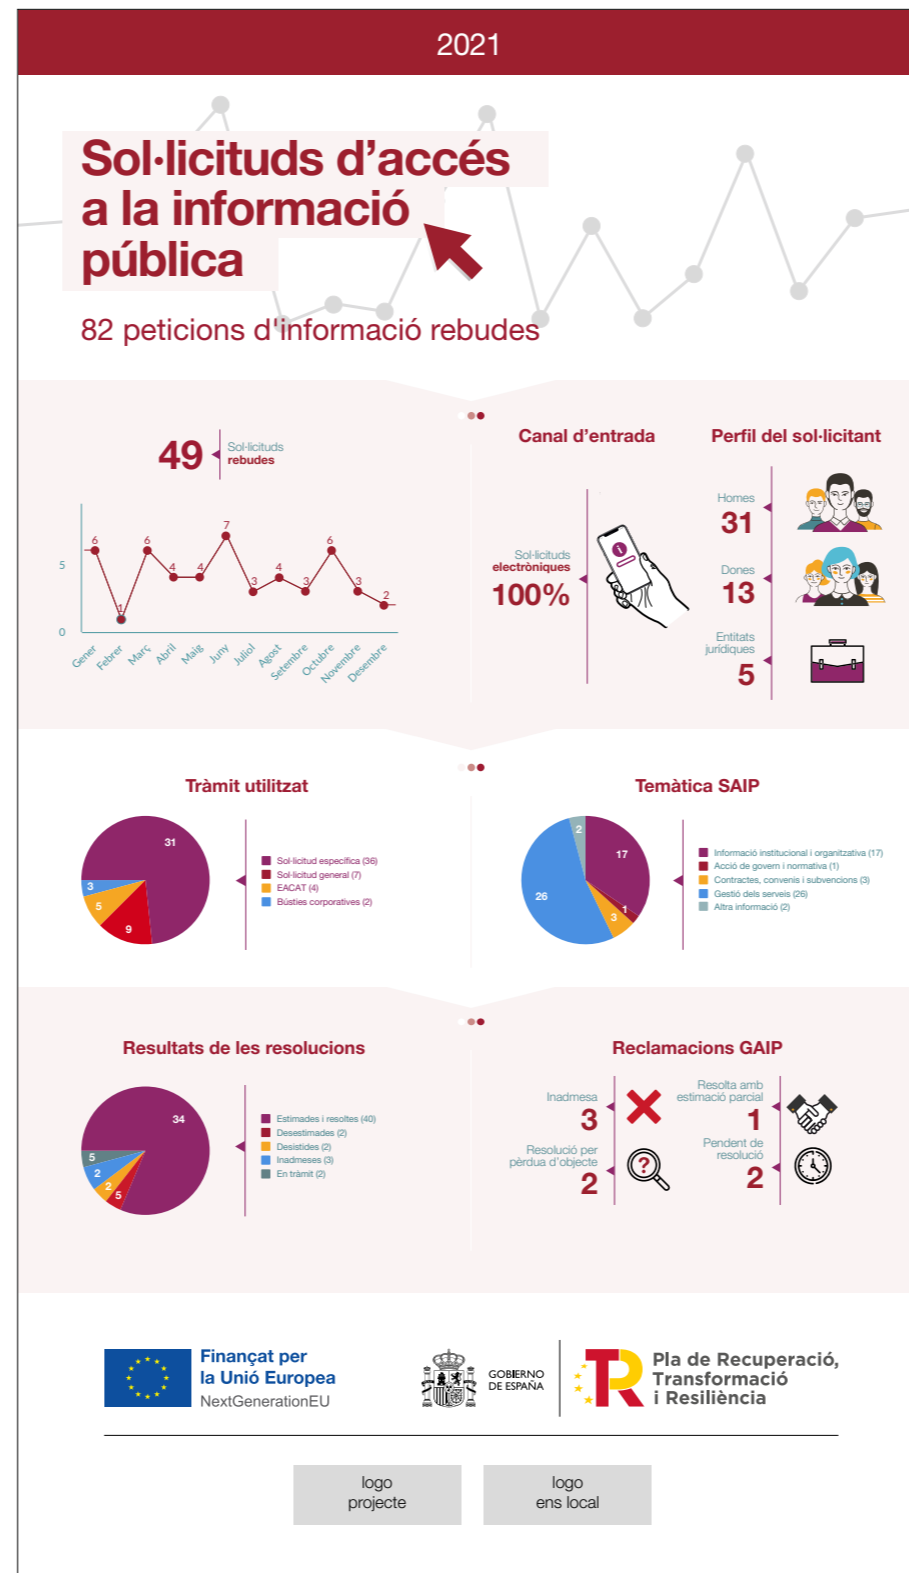 2021
Sol·licituds d'accés
a la informació
pública
82 peticions d'informació rebudes
49
Sol·licituds
rebudes
5
0
6
1
6
4
4
7
3
4
3
6
3
2
Gener
Febrer
Març
Abril
Maig
Juny
Juliol
Agost
Setembre
Octubre
Novembre
Desembre
Canal d'entrada
Sol·licituds
electròniques
100%
Perfil del sol·licitant
Homes
31
Dones
13
Entitats
jurídiques
5
Tràmit utilitzat
31
3
5
9
Sol·licitud específica (36)
Sol·licitud general (7)
EACAT (4)
Bústies corporatives (2)
Temàtica SAIP
2
17
26
1
3
Informació institucional i organitzativa (17)
Acció de govern i normativa (1)
Contractes, convenis i subvencions (3)
Gestió dels serveis (26)
Altra informació (2)
Resultats de les resolucions
34
5
2
2
5
Estimades i resoltes (40)
Desestimades (2)
Desistides (2)
Inadmeses (3)
En tràmit (2)
Reclamacions GAIP
Inadmesa
3
Resolta amb
estimació parcial
1
Resolució per
pèrdua d'objecte
2
?
Pendent de
resolució
2
Finançat per
la Unió Europea
NextGenerationEU
GOBIERNO
DE ESPAÑA
TR
Pla de Recuperació,
Transformació
i Resiliència
logo
projecte
logo
ens local